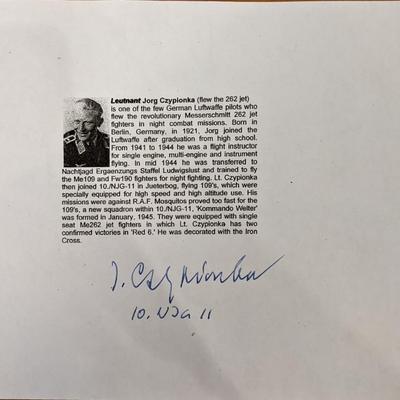 Leutnant Jorg Czypionka (flew the 262 jet)
is one of the few German Luftwaffe pilots who
flew the revolutionary Messerschmitt 262 jet
fighters in night combat missions. Born in
Berlin, Germany, in 1921, Jorg joined the
Luftwaffe after graduation from high school.
From 1941 to 1944 he was a flight instructor
for single engine, multi-engine and instrument
flying. In mid 1944 he was transferred to
Nachtjagd Ergaenzungs Staffel Ludwigslust and trained to fly
the Me109 and Fw190 fighters for night fighting. Lt. Czypionka
then joined 10./NJG-11 in Jueterbog, flying 109's, which were
specially equipped for high speed and high altitude use. His
missions were against R.A.F. Mosquitos proved too fast for the
109's, a new squadron within 10./NJG-11, 'Kommando Welter'
was formed in January, 1945. They were equipped with single
seat Me262 jet fighters in which Lt. Czypionka has two
confirmed victories in 'Red 6.' He was decorated with the Iron
Cross.
J. Czypionka
10. NJG 11